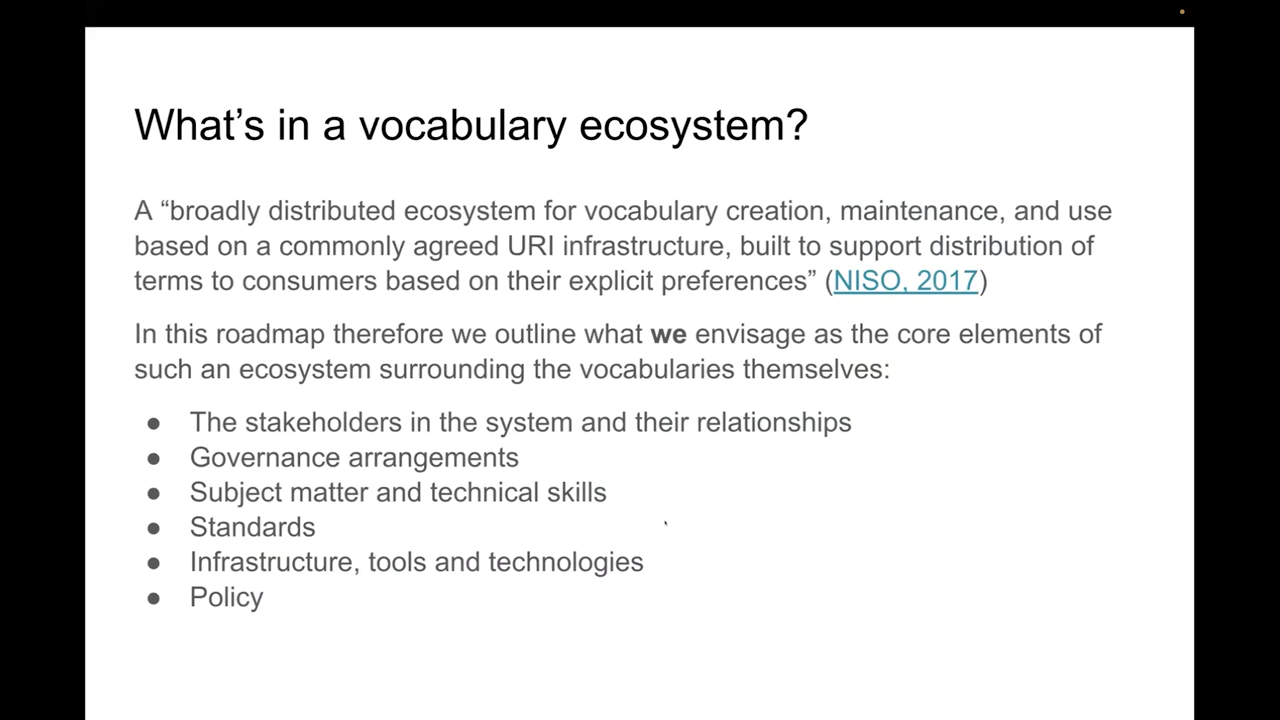 What’s in a vocabulary ecosystem?
A “broadly distributed ecosystem for vocabulary creation, maintenance, and use
based on a commonly agreed URI infrastructure, built to support distribution of
terms to consumers based on their explicit preferences” (NISO, 2017)
In this roadmap therefore we outline what we envisage as the core elements of
such an ecosystem surrounding the vocabularies themselves:
● The stakeholders in the system and their relationships
● Governance arrangements
● Subject matter and technical skills
● Standards
● Infrastructure, tools and technologies
● Policy